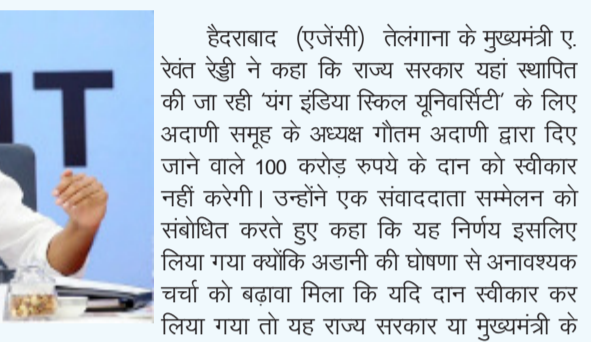 IT
हैदराबाद (एजेंसी) तेलंगाना के मुख्यमंत्री ए.
रेवंत रेड्डी ने कहा कि राज्य सरकार यहां स्थापित
की जा रही ‘यंग इंडिया स्किल यूनिवर्सिटी’ के लिए
अदाणी समूह के अध्यक्ष गौतम अदाणी द्वारा दिए
जाने वाले 100 करोड़ रुपये के दान को स्वीकार
नहीं करेगी। उन्होंने एक संवाददाता सम्मेलन को
संबोधित करते हुए कहा कि यह निर्णय इसलिए
लिया गया क्योंकि अडानी की घोषणा से अनावश्यक
चर्चा को बढ़ावा मिला कि यदि दान स्वीकार कर
लिया गया तो यह राज्य सरकार या मुख्यमंत्री के